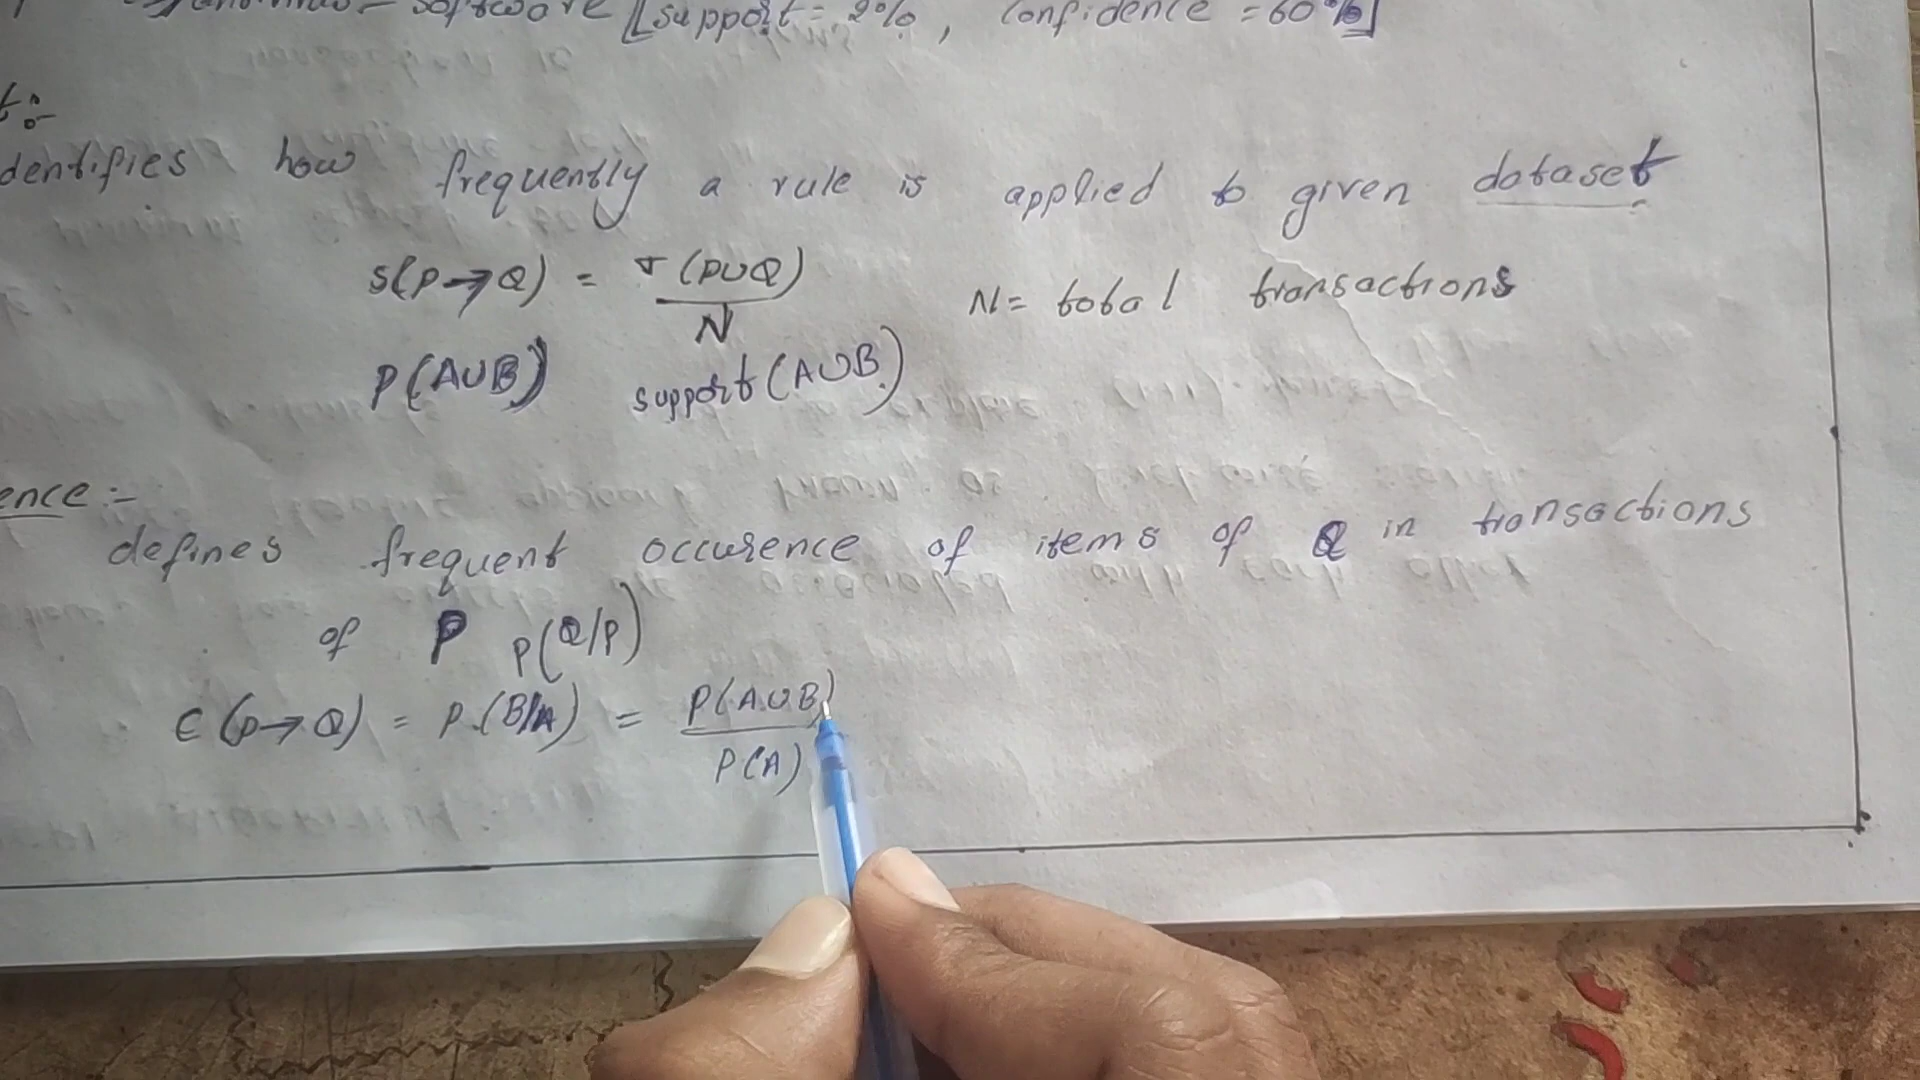 software [support = 2%, confidence = 60%]
t:-
dentifies how frequently a rule is applied to given dataset
s(P→Q) = σ(P∪Q) / N N = total transactions
P(A∪B) support(A∪B)
ence :-
defines frequent occurence of items of Q in transactions
of P P(Q/P)
C(P→Q) = P(B/A) = P(A∪B) / P(A)